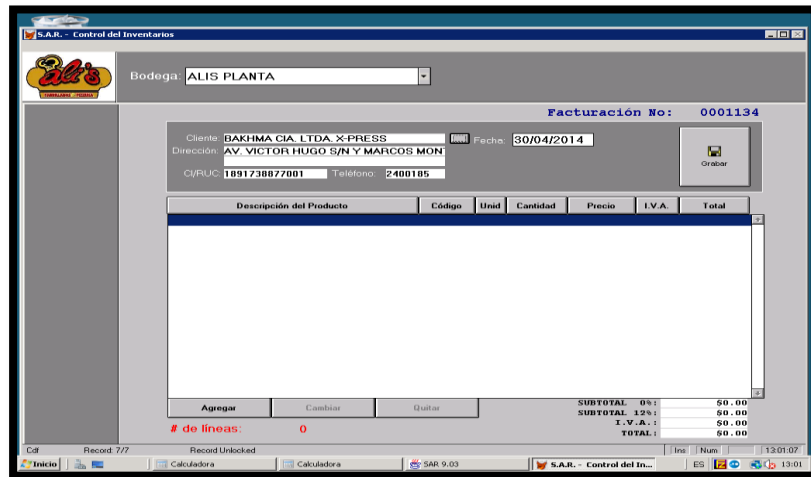 S.A.R. - Control del Inventarios
ali's
PARRILLADAS - PIZZERIA
Bodega: ALIS PLANTA
Facturación No: 0001134
Cliente: BAKHMA CIA. LTDA. X-PRESS Fecha: 30/04/2014
Dirección: AV. VICTOR HUGO S/N Y MARCOS MON
CI/RUC: 1891738877001 Teléfono: 2400185
Grabar
Descripción del Producto Código Unid Cantidad Precio I.V.A. Total
Agregar Cambiar Quitar
SUBTOTAL 0%: $0.00
SUBTOTAL 12%: $0.00
I.V.A.: $0.00
TOTAL: $0.00
# de líneas: 0
Cdf Record: 7/7 Record Unlocked Ins Num 13:01:07
Inicio Calculadora Calculadora SAR 9.03 S.A.R. - Control del In... ES 13:01